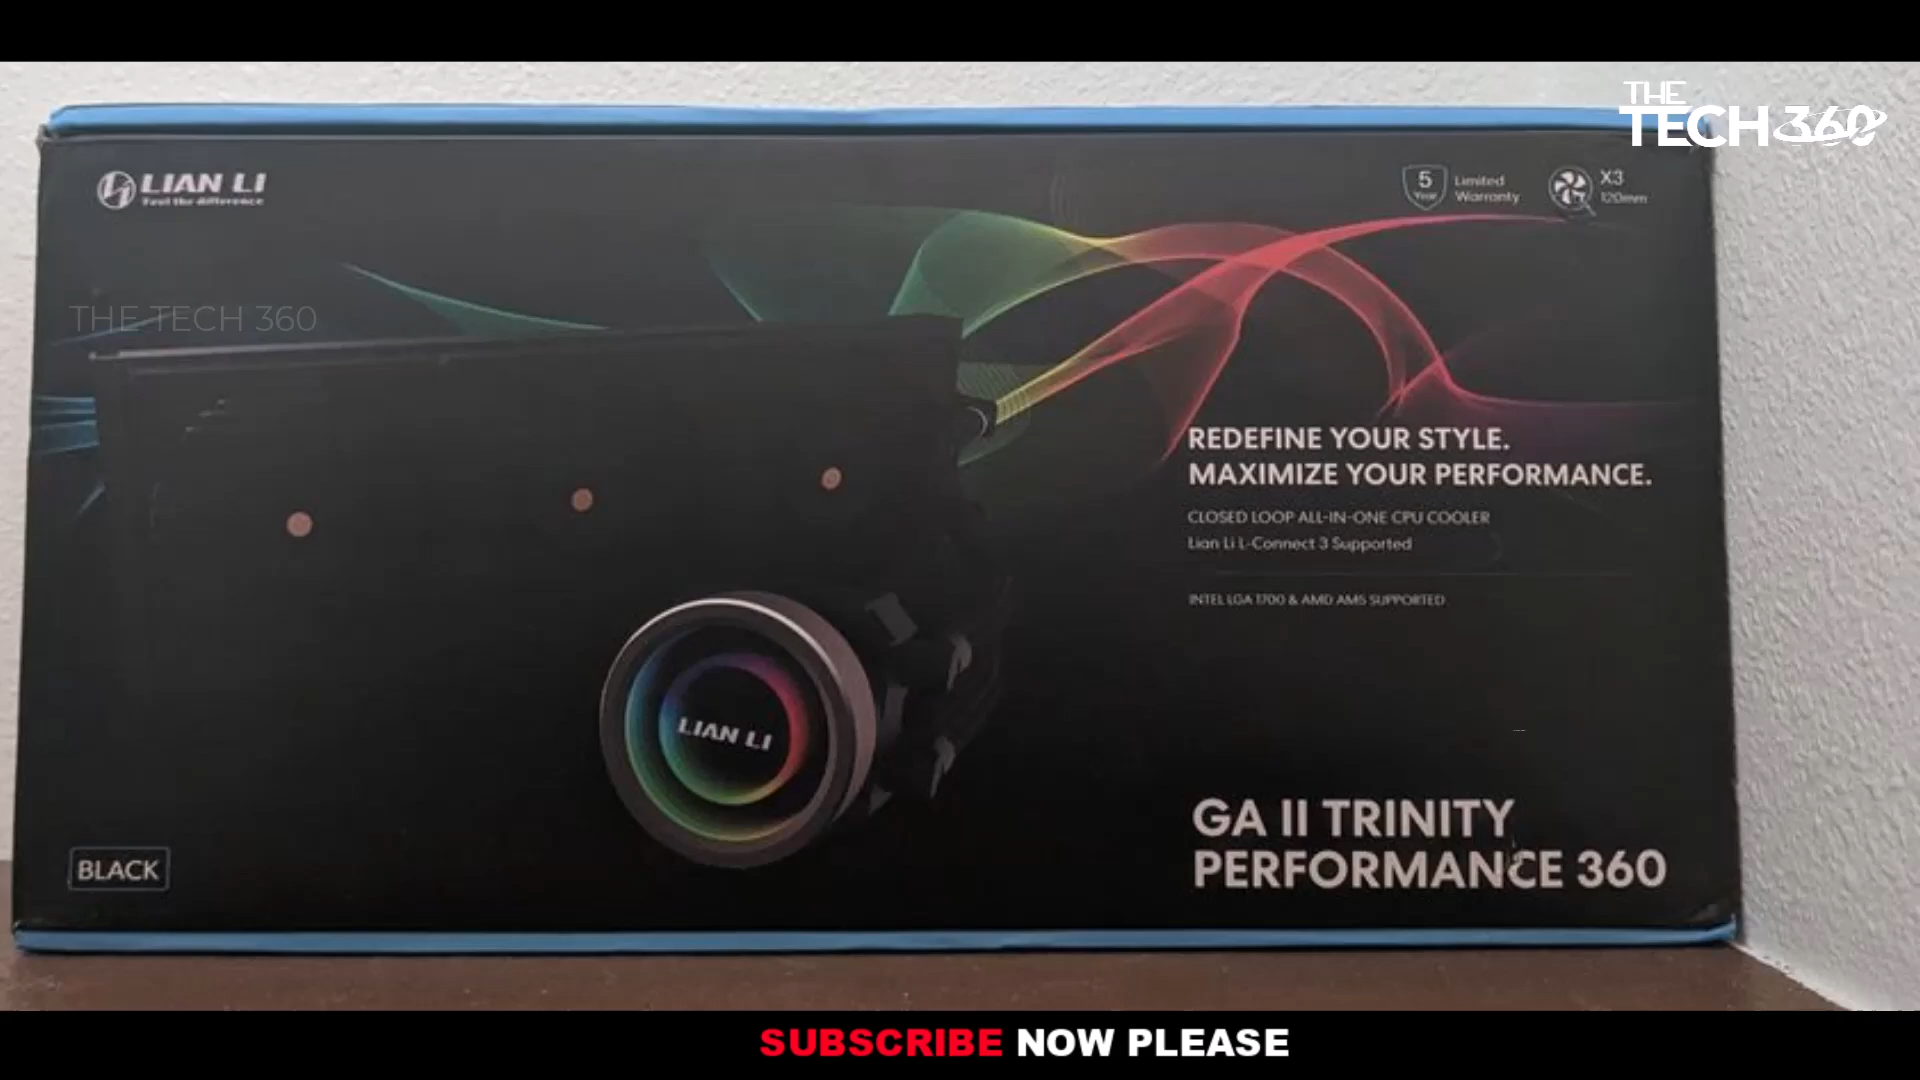 THE
TECH 360
LIAN LI
Feel the difference
5
Year
Limited
Warranty
X3
120mm
THE TECH 360
REDEFINE YOUR STYLE.
MAXIMIZE YOUR PERFORMANCE.
CLOSED LOOP ALL-IN-ONE CPU COOLER
Lian Li L-Connect 3 Supported
INTEL LGA 1700 & AMD AM5 SUPPORTED
LIAN LI
GA II TRINITY
PERFORMANCE 360
BLACK
SUBSCRIBE NOW PLEASE